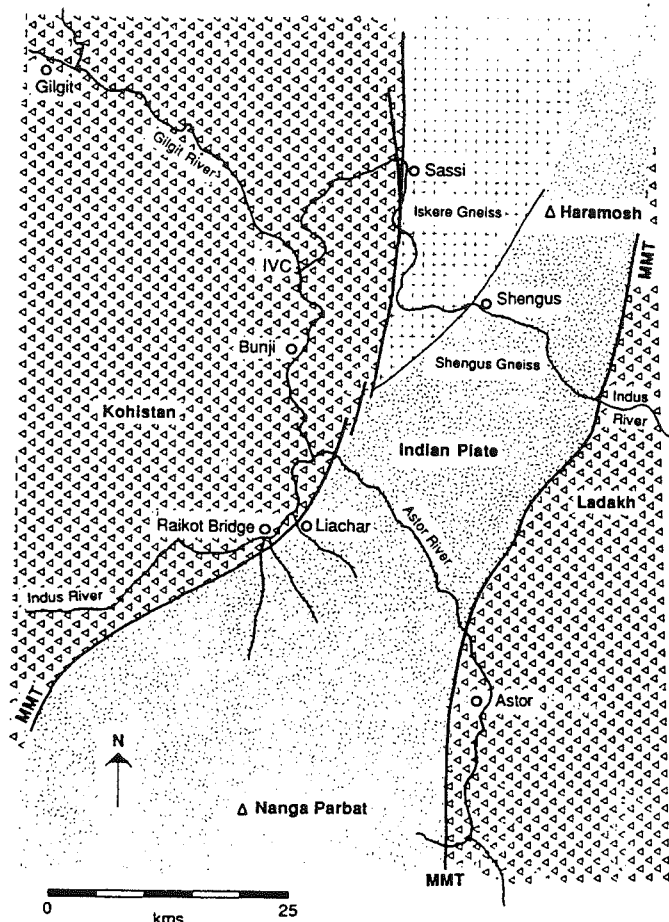 Gilgit
Gilgit River
Sassi
Iskere Gneiss
Δ Haramosh
MMT
IVC
Shengus
Bunji
Shengus Gneiss
Kohistan
Indus
River
Indian Plate
Ladakh
Raikot Bridge
Liachar
Astor River
Indus River
MMT
Astor
N
Δ Nanga Parbat
MMT
0 25
kms